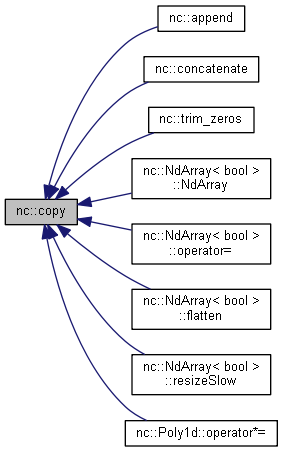 nc::append
nc::concatenate
nc::trim_zeros
nc::NdArray< bool >
::NdArray
nc::copy
nc::NdArray< bool >
::operator=
nc::NdArray< bool >
::flatten
nc::NdArray< bool >
::resizeSlow
nc::Poly1d::operator*=